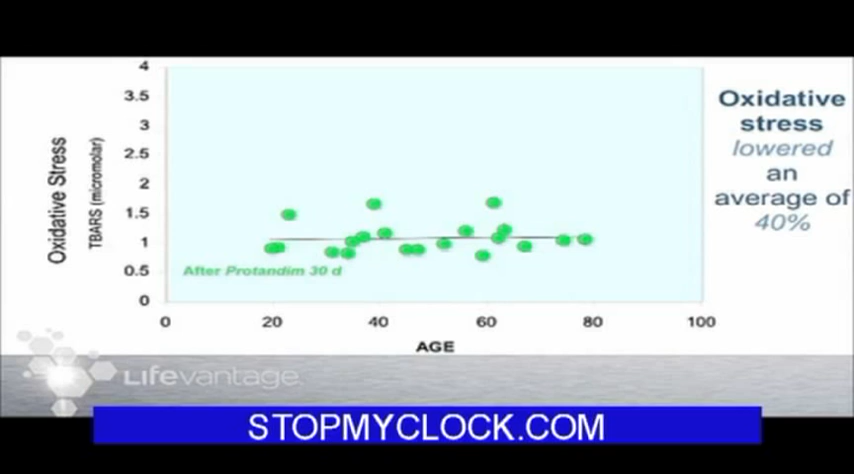 4
3.5
3
2.5
2
1.5
1
0.5
0
Oxidative Stress
TBARS (micromolar)
After Protandim 30 d
0 20 40 60 80 100
AGE
Oxidative
stress
lowered
an
average of
40%
Lifevantage
STOPMYCLOCK.COM